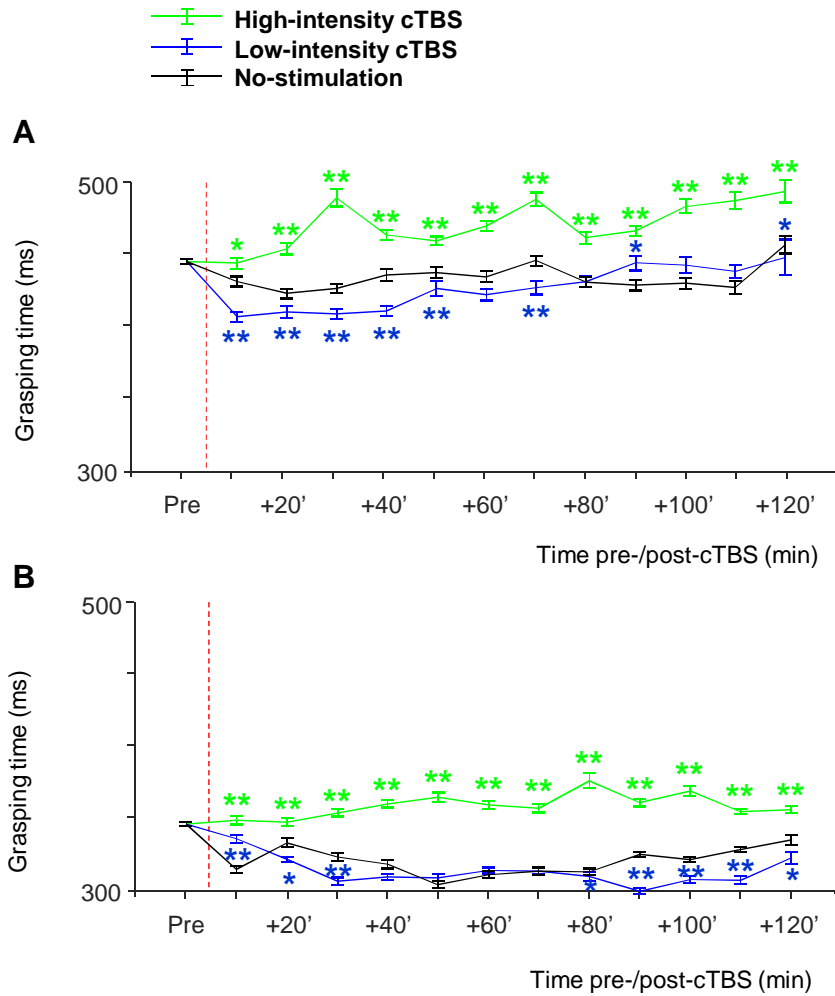 High-intensity cTBS
Low-intensity cTBS
No-stimulation
A
500
** ** ** ** ** ** ** ** ** ** **
*
* *
** ** ** ** ** **
Grasping time (ms)
300
Pre +20’ +40’ +60’ +80’ +100’ +120’
Time pre-/post-cTBS (min)
B
500
Grasping time (ms)
** ** ** ** ** ** ** ** ** ** ** **
** * ** * ** ** ** *
300
Pre +20’ +40’ +60’ +80’ +100’ +120’
Time pre-/post-cTBS (min)